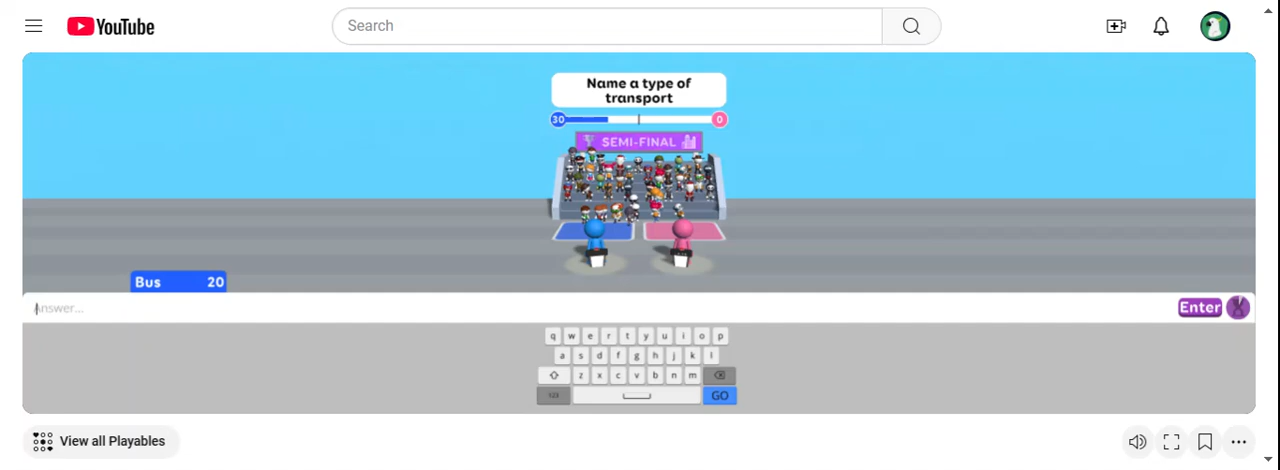 YouTube
Search
Name a type of
transport
30
0
SEMI-FINAL
Bus 20
Answer...
Enter
q w e r t y u i o p
a s d f g h j k l
z x c v b n m
123
GO
View all Playables